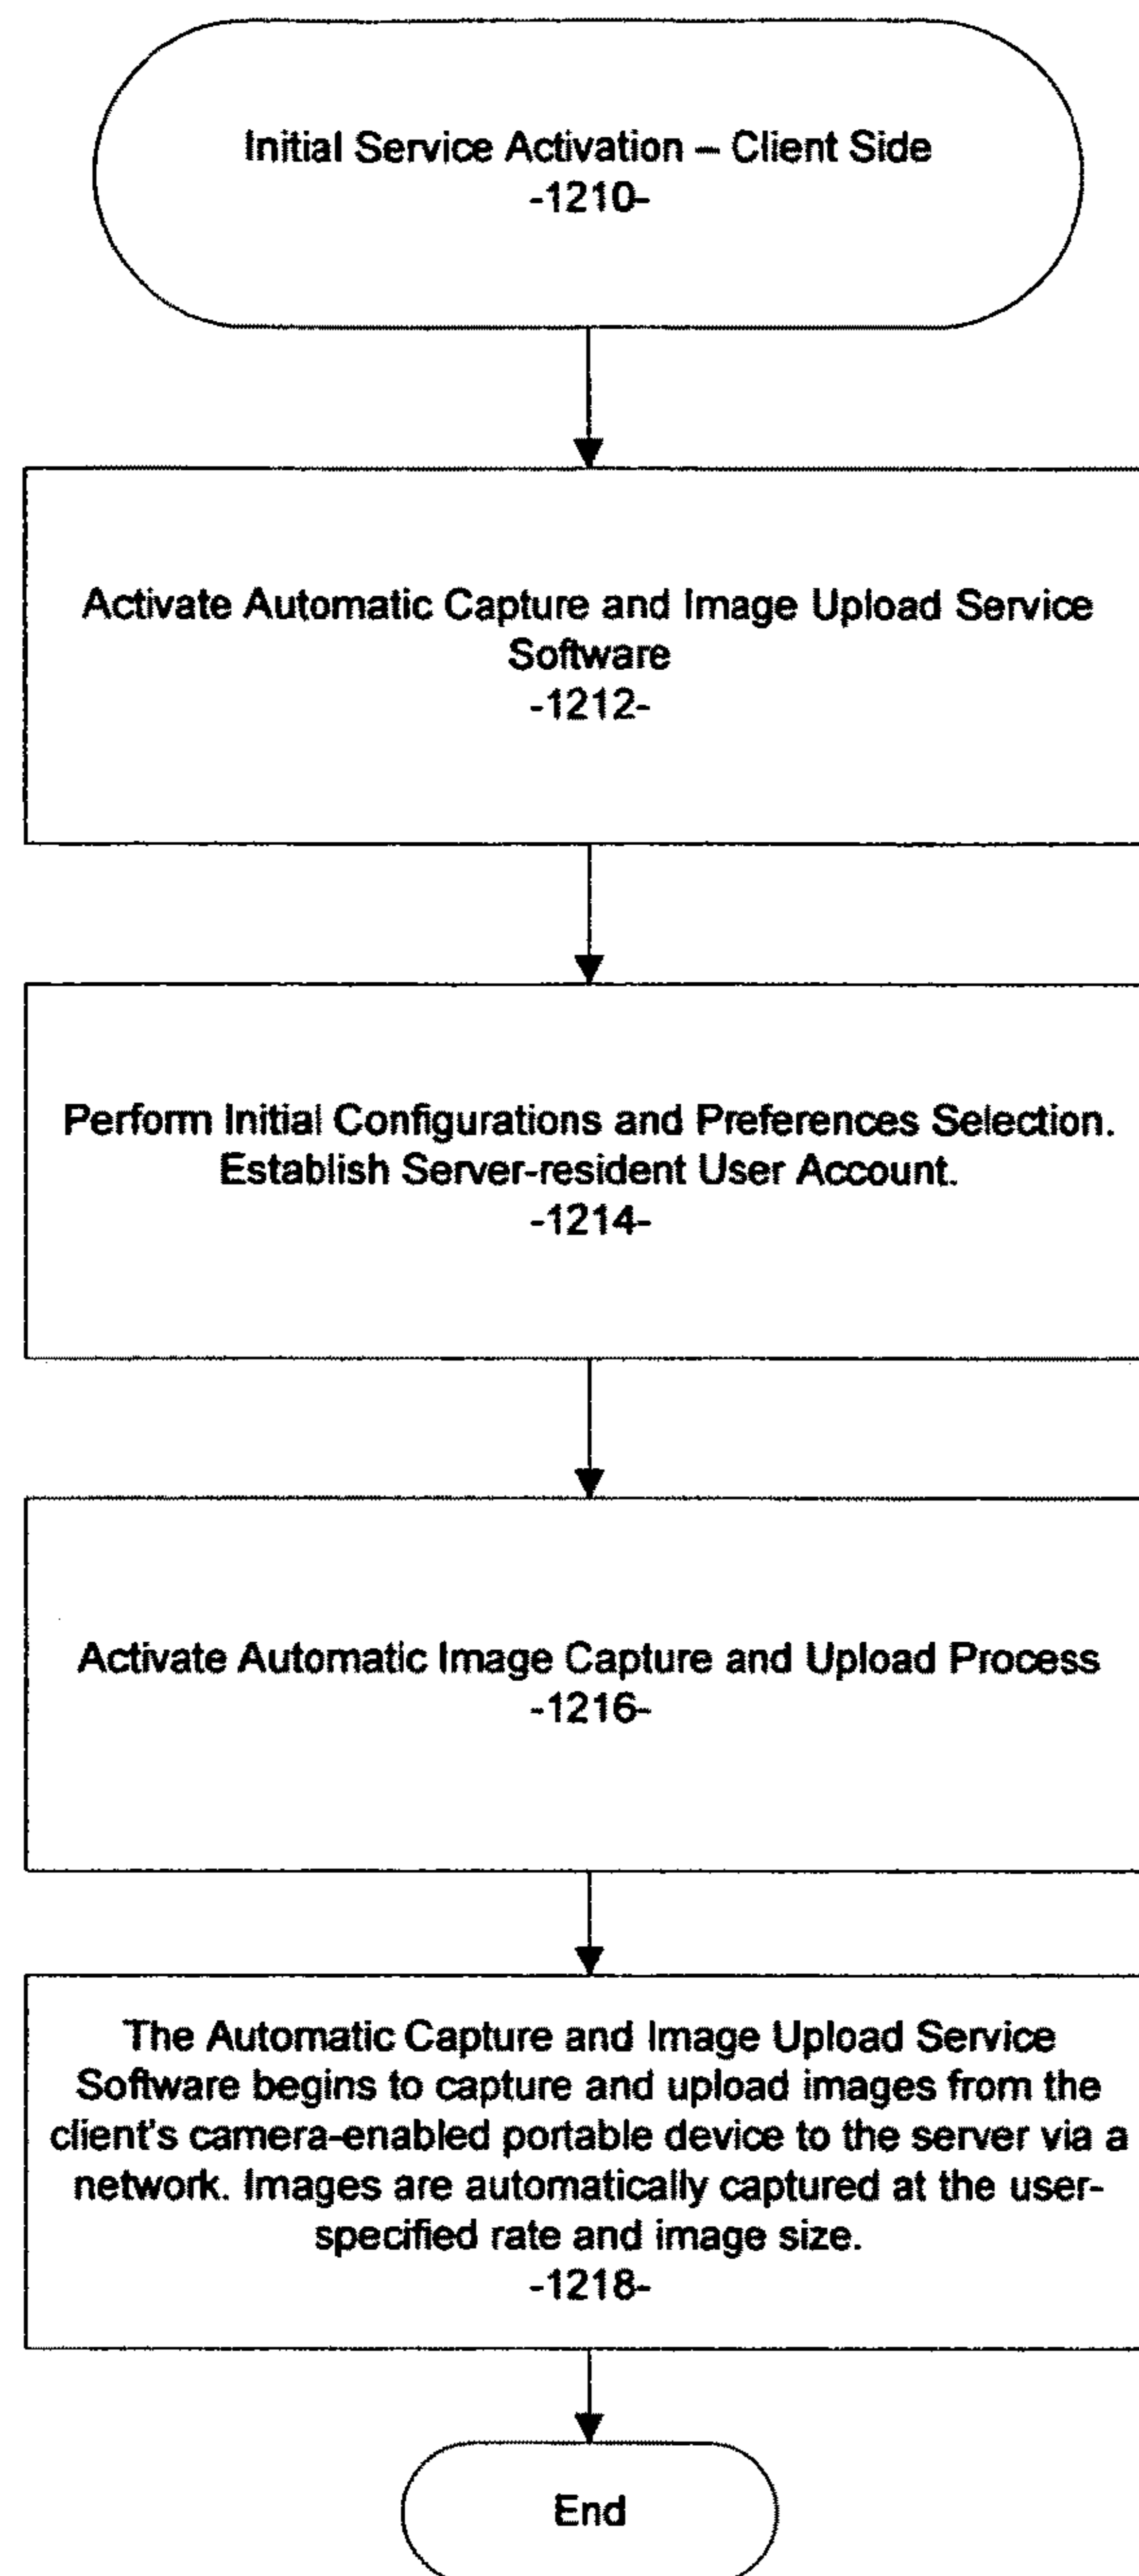 Initial Service Activation – Client Side
-1210-
Activate Automatic Capture and Image Upload Service
Software
-1212-
Perform Initial Configurations and Preferences Selection.
Establish Server-resident User Account.
-1214-
Activate Automatic Image Capture and Upload Process
-1216-
The Automatic Capture and Image Upload Service
Software begins to capture and upload images from the
client's camera-enabled portable device to the server via a
network. Images are automatically captured at the user-
specified rate and image size.
-1218-
End